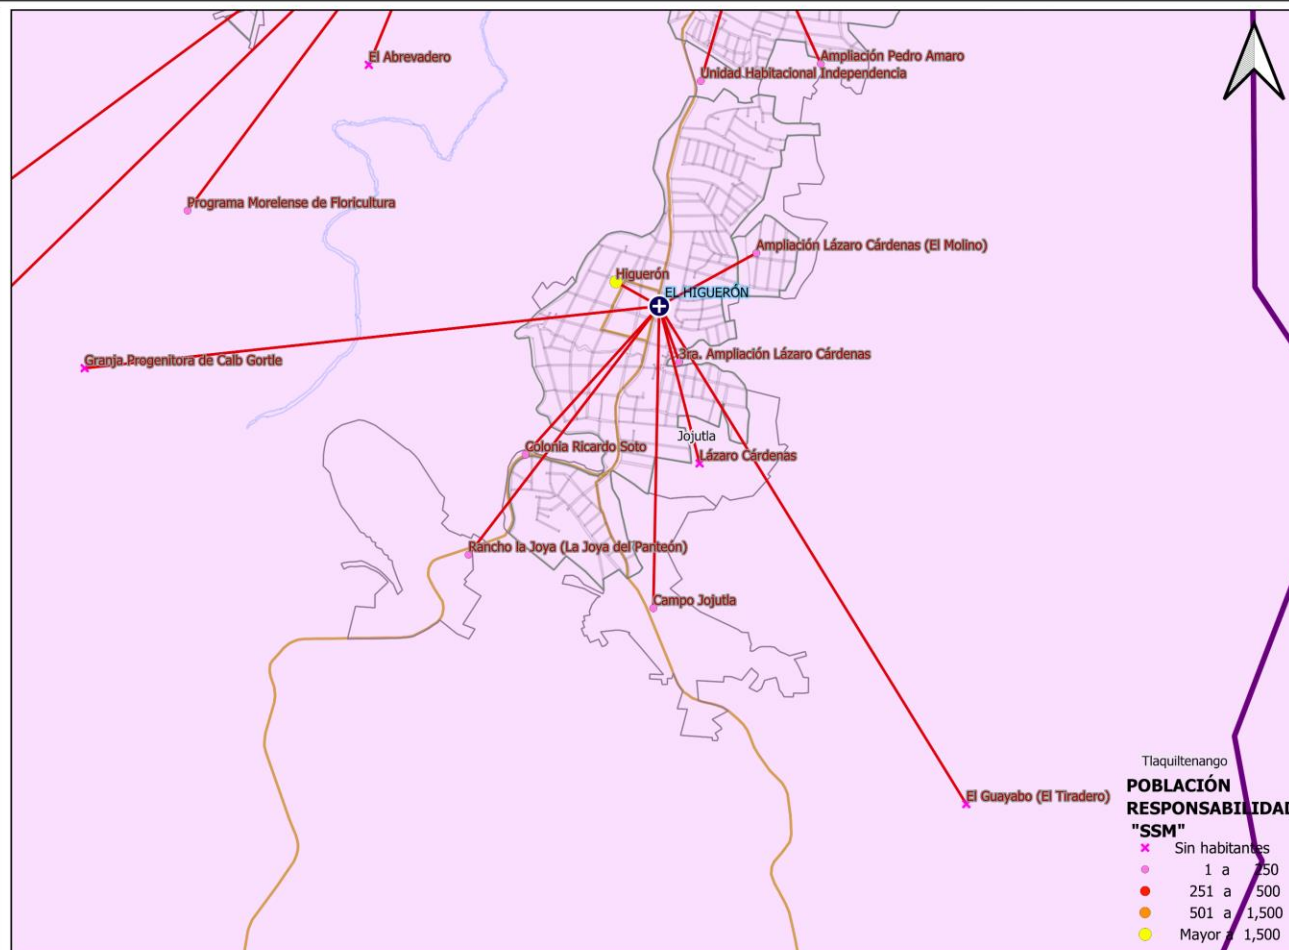 El Abrevadero
Ampliación Pedro Amaro
Unidad Habitacional Independencia
Programa Morelense de Floricultura
Ampliación Lázaro Cárdenas (El Molino)
Higuerón
EL HIGUERÓN
Granja Progenitora de Calb Gortle
3ra. Ampliación Lázaro Cárdenas
Jojutla
Colonia Ricardo Soto
Lázaro Cárdenas
Rancho la Joya (La Joya del Panteón)
Campo Jojutla
El Guayabo (El Tiradero)
Tlaquiltenango
POBLACIÓN
RESPONSABILIDAD
"SSM"
Sin habitantes
1 a 250
251 a 500
501 a 1,500
Mayor a 1,500